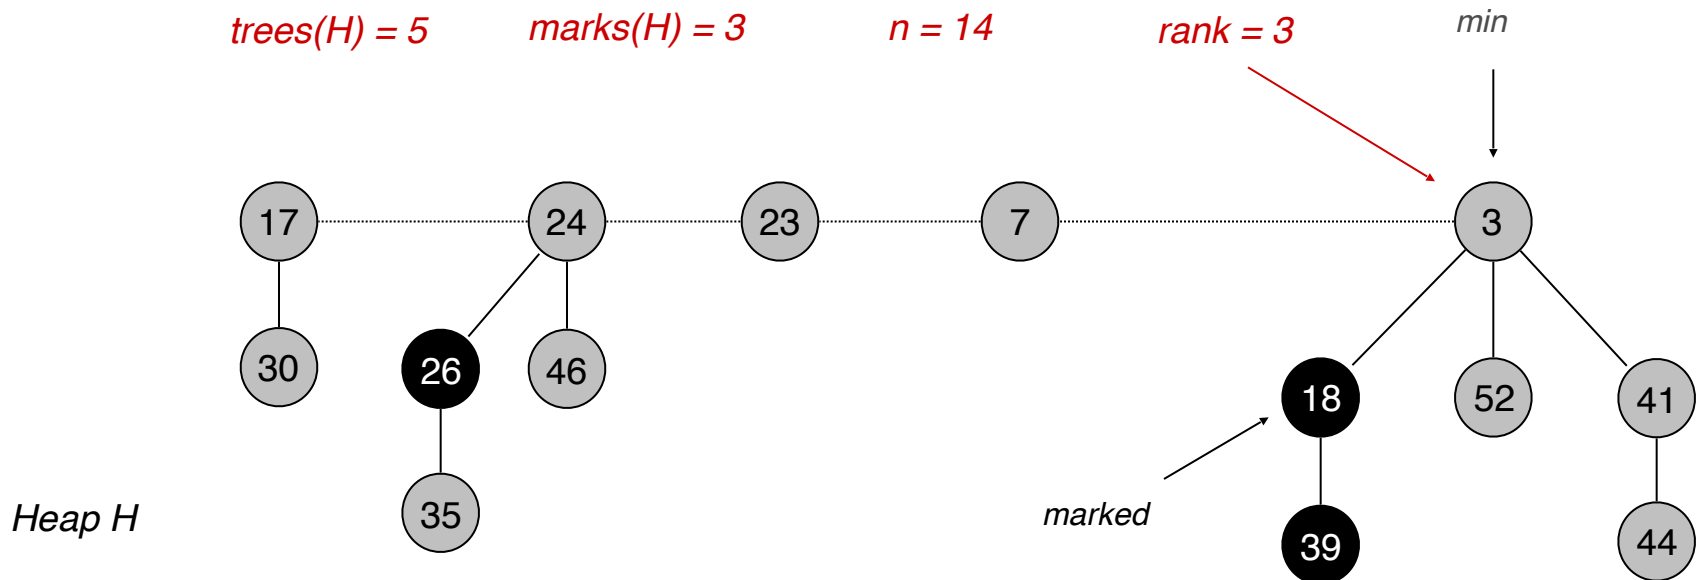 trees(H) = 5 marks(H) = 3 n = 14 rank = 3 min
17 24 23 7 3
30 26 46 18 52 41
35 39 44
marked
Heap H